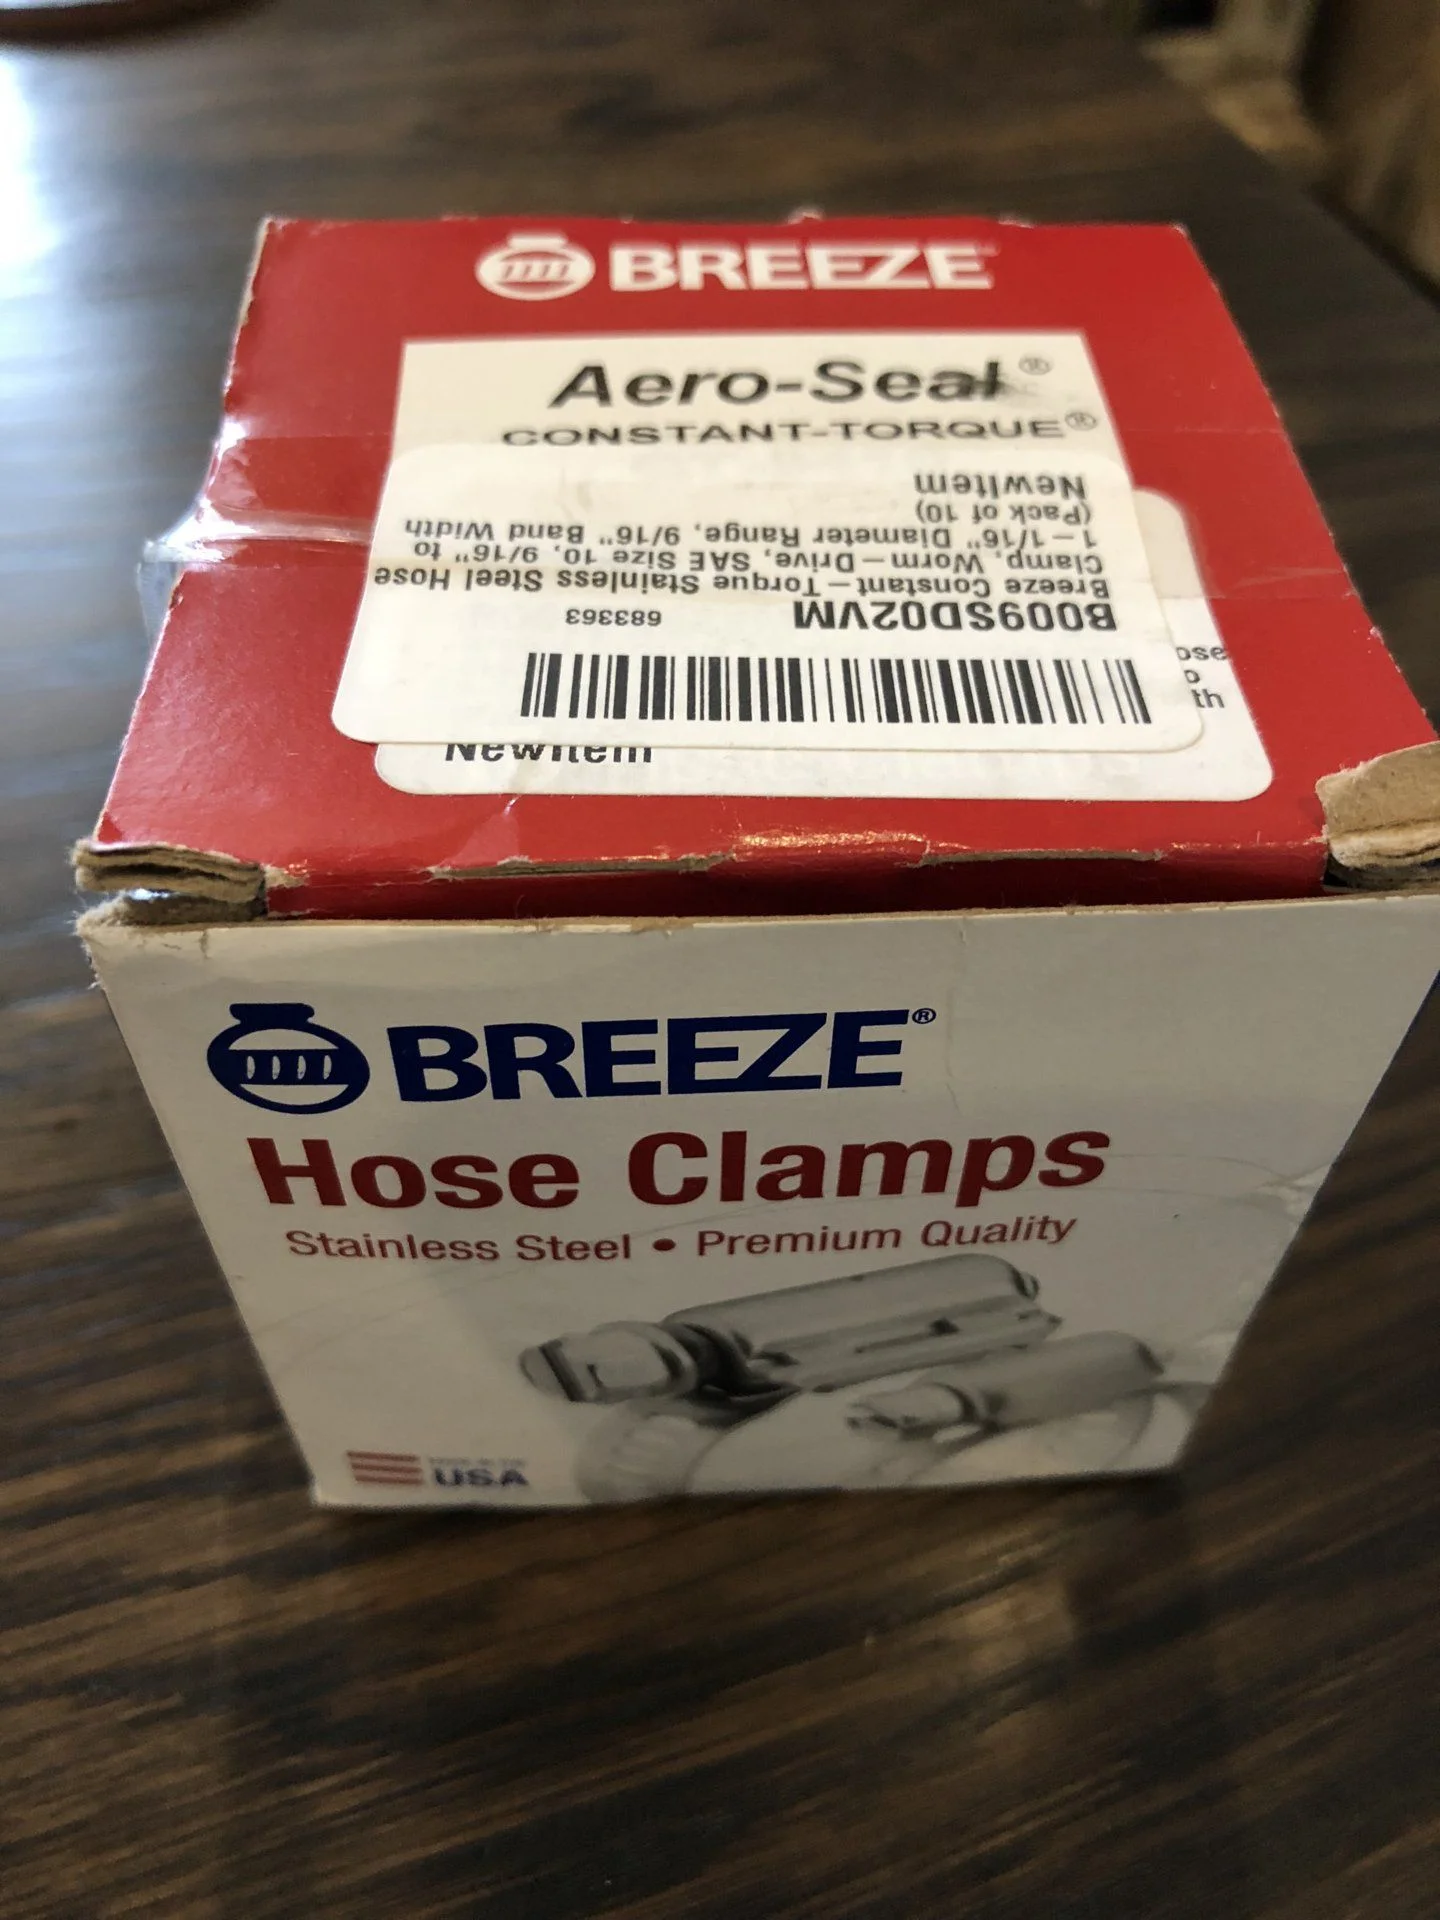 BREEZE
Aero-Seal®
CONSTANT-TORQUE®
B009SD02VM 683363
Breeze Constant-Torque Stainless Steel Hose
Clamp, Worm-Drive, SAE Size 10, 9/16" to
1-1/16" Diameter Range, 9/16" Band Width
(Pack of 10)
NewItem
NewItem
BREEZE®
Hose Clamps
Stainless Steel • Premium Quality
USA